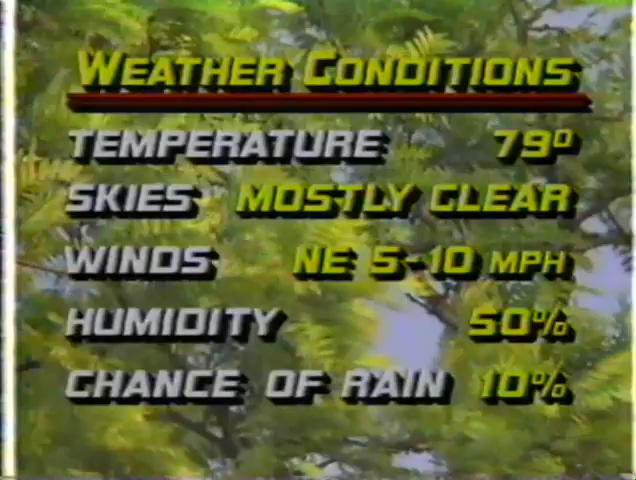 WEATHER CONDITIONS
TEMPERATURE 79°
SKIES MOSTLY CLEAR
WINDS NE 5-10 MPH
HUMIDITY 50%
CHANCE OF RAIN 10%